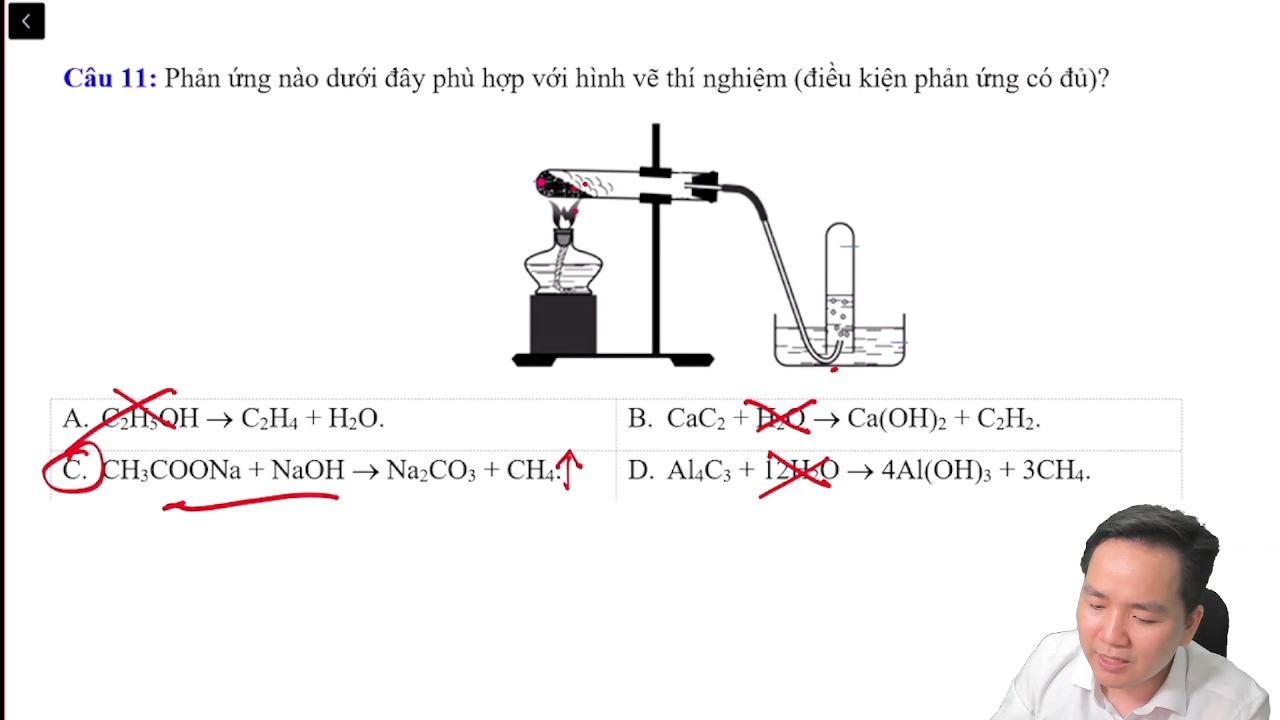 Câu 11: Phản ứng nào dưới đây phù hợp với hình vẽ thí nghiệm (điều kiện phản ứng có đủ)?
A. C₂H₅OH → C₂H₄ + H₂O.
B. CaC₂ + H₂O → Ca(OH)₂ + C₂H₂.
C. CH₃COONa + NaOH → Na₂CO₃ + CH₄.↑
D. Al₄C₃ + 12H₂O → 4Al(OH)₃ + 3CH₄.